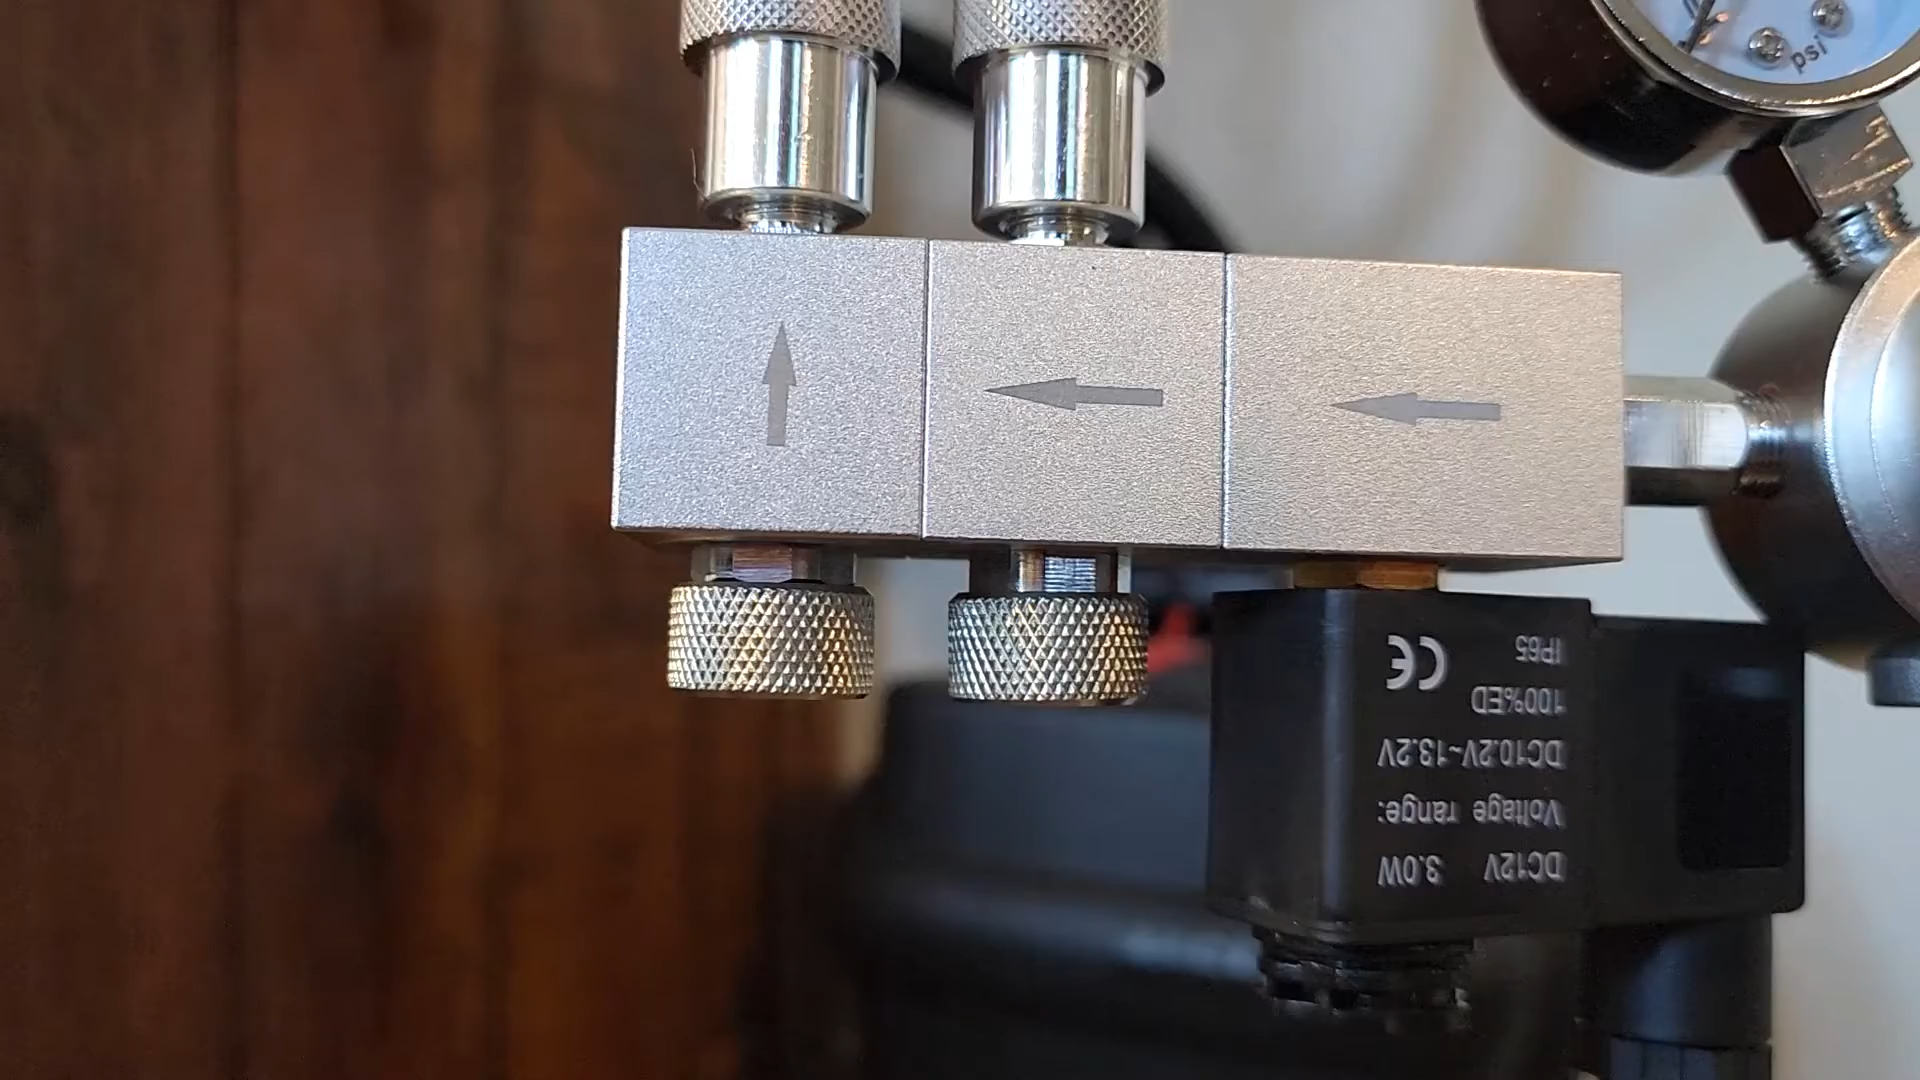 psi
DC12V 3.0W
Voltage range:
DC10.2V~13.2V
100%ED
CE IP65